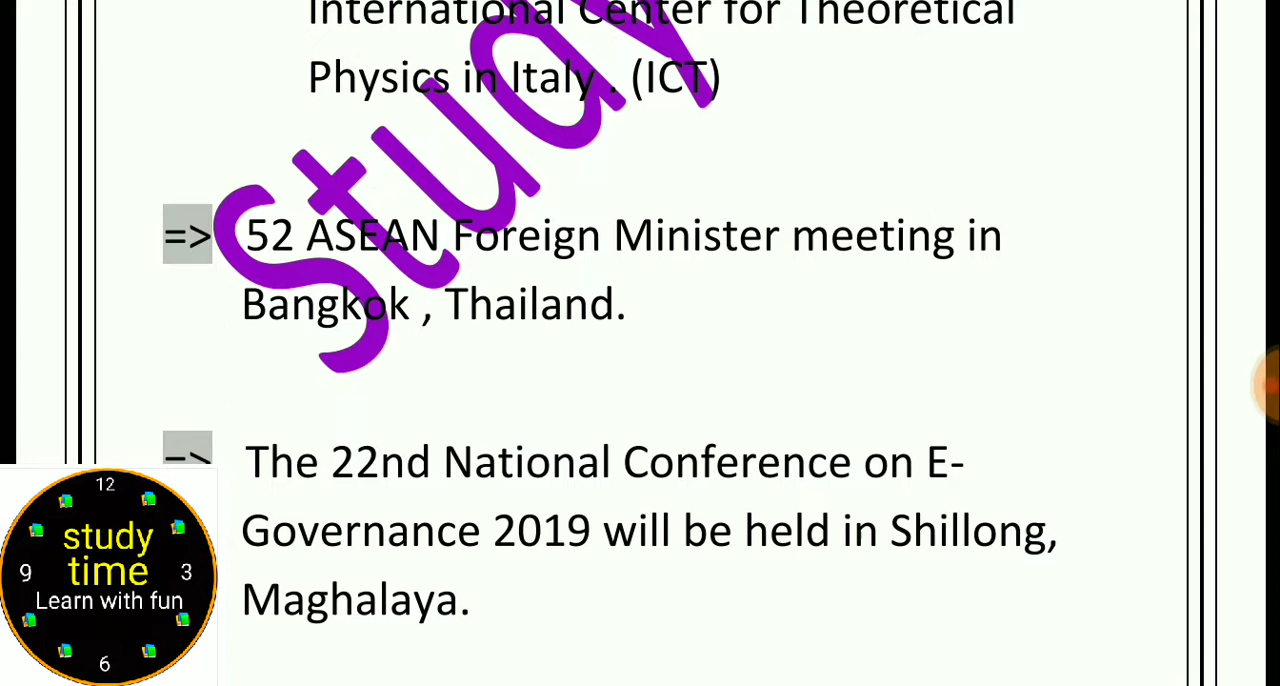 International Center for Theoretical
Physics in Italy . (ICT)
=> 52 ASEAN Foreign Minister meeting in
Bangkok , Thailand.
=> The 22nd National Conference on E-
Governance 2019 will be held in Shillong,
Maghalaya.
Study
12
study
time
9
3
Learn with fun
6